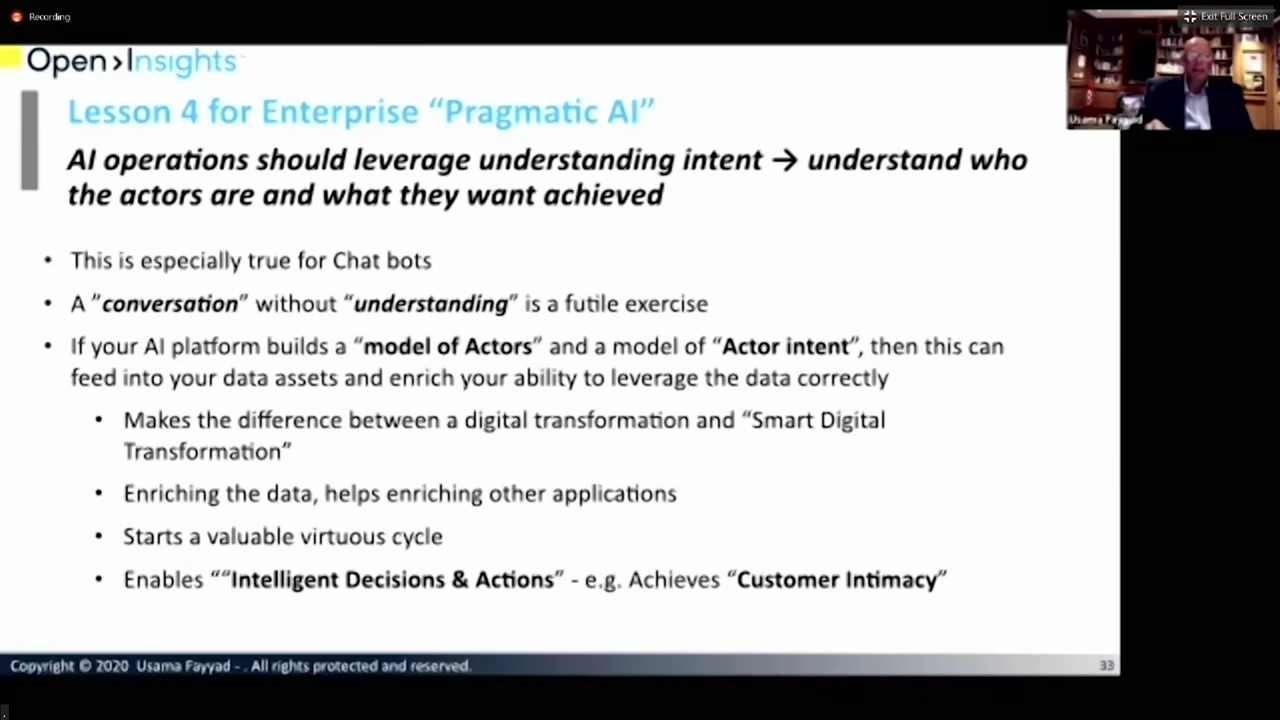 Recording
Exit Full Screen
Open>Insights
Usama Fayyad
Lesson 4 for Enterprise “Pragmatic AI”
AI operations should leverage understanding intent → understand who
the actors are and what they want achieved
• This is especially true for Chat bots
• A ”conversation” without “understanding” is a futile exercise
• If your AI platform builds a “model of Actors” and a model of “Actor intent”, then this can
feed into your data assets and enrich your ability to leverage the data correctly
• Makes the difference between a digital transformation and “Smart Digital
Transformation”
• Enriching the data, helps enriching other applications
• Starts a valuable virtuous cycle
• Enables ““Intelligent Decisions & Actions” - e.g. Achieves “Customer Intimacy”
Copyright © 2020 Usama Fayyad - . All rights protected and reserved.
33